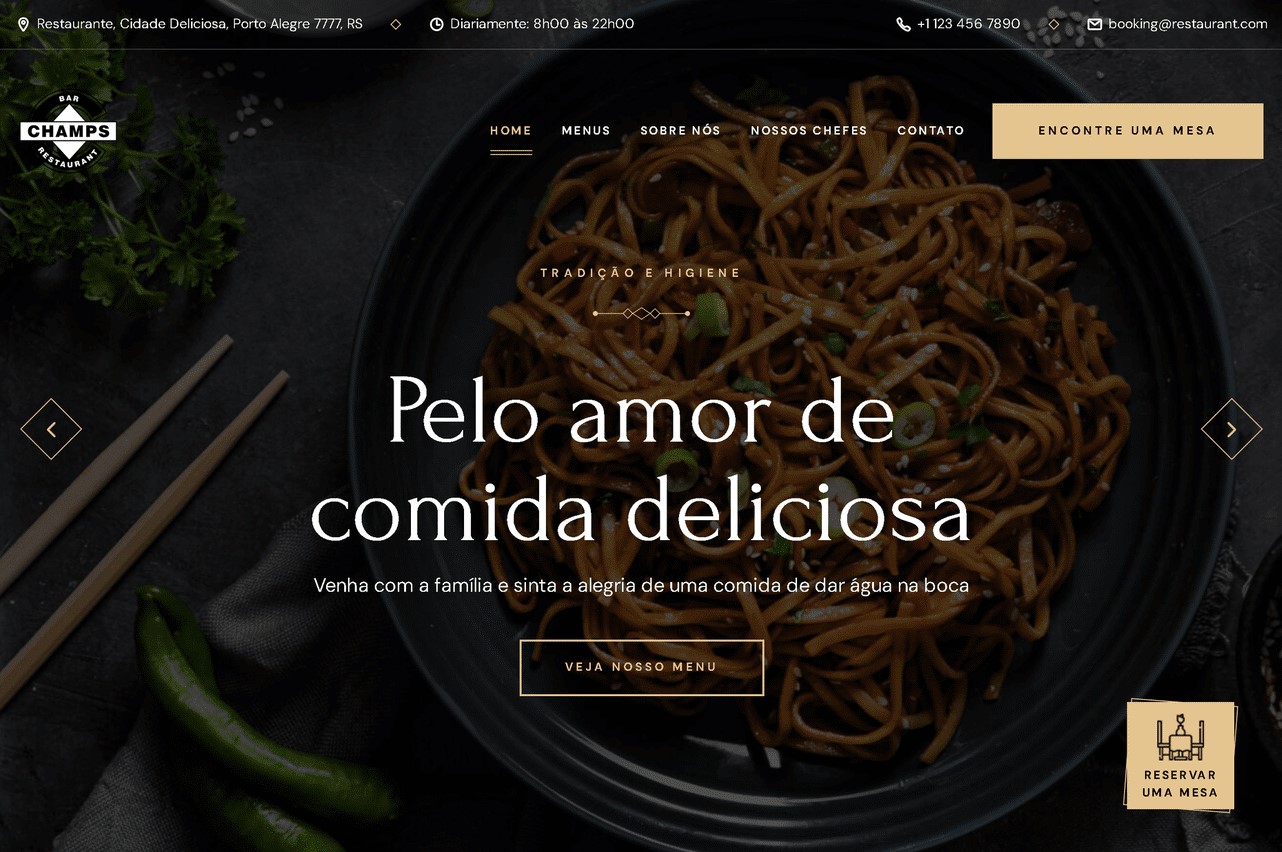 Restaurante, Cidade Deliciosa, Porto Alegre 7777, RS
Diariamente: 8h00 às 22h00
+1 123 456 7890
booking@restaurant.com
BAR
CHAMPS
RESTAURANT
HOME
MENUS
SOBRE NÓS
NOSSOS CHEFES
CONTATO
ENCONTRE UMA MESA
TRADIÇÃO E HIGIENE
Pelo amor de
comida deliciosa
Venha com a família e sinta a alegria de uma comida de dar água na boca
VEJA NOSSO MENU
RESERVAR
UMA MESA